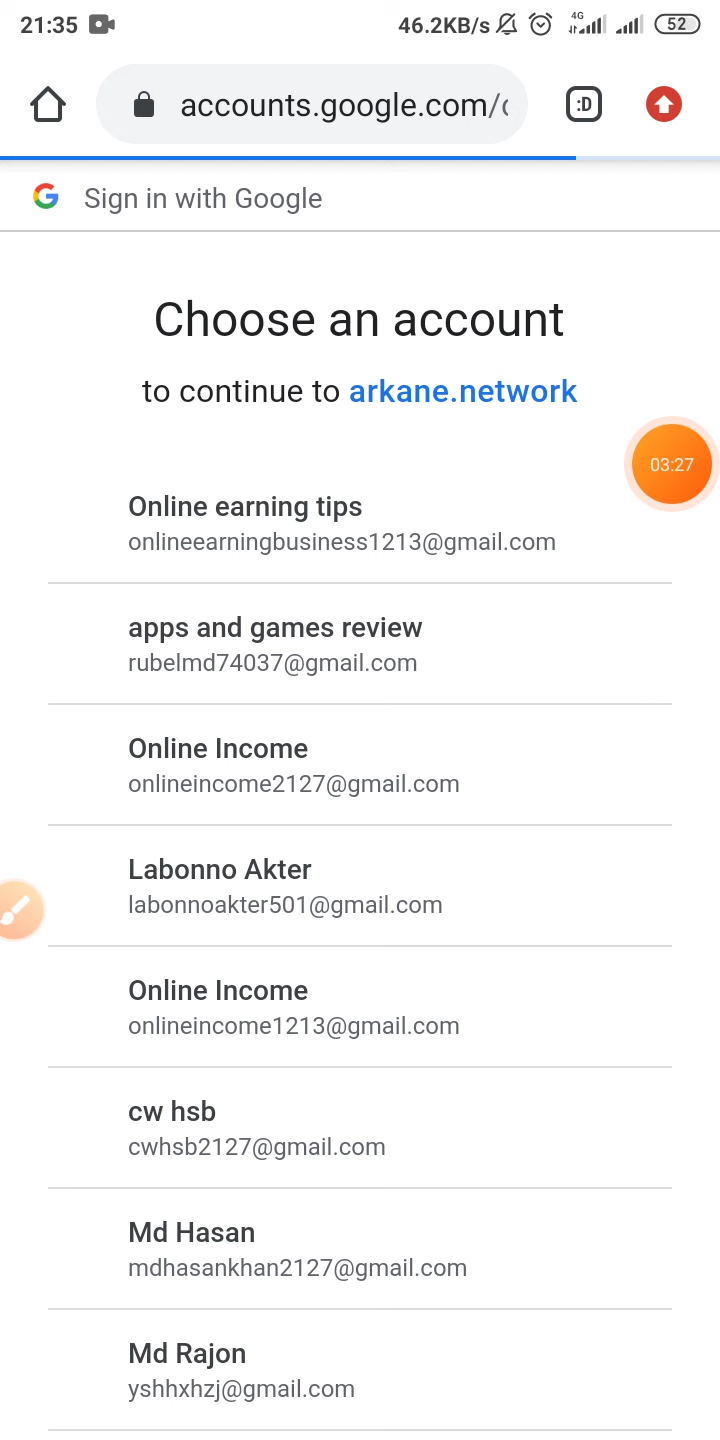 21:35 46.2KB/s 4G 52
accounts.google.com/ :D
Sign in with Google
Choose an account
to continue to arkane.network
03:27
Online earning tips
onlineearningbusiness1213@gmail.com
apps and games review
rubelmd74037@gmail.com
Online Income
onlineincome2127@gmail.com
Labonno Akter
labonnoakter501@gmail.com
Online Income
onlineincome1213@gmail.com
cw hsb
cwhsb2127@gmail.com
Md Hasan
mdhasankhan2127@gmail.com
Md Rajon
yshhxhzj@gmail.com